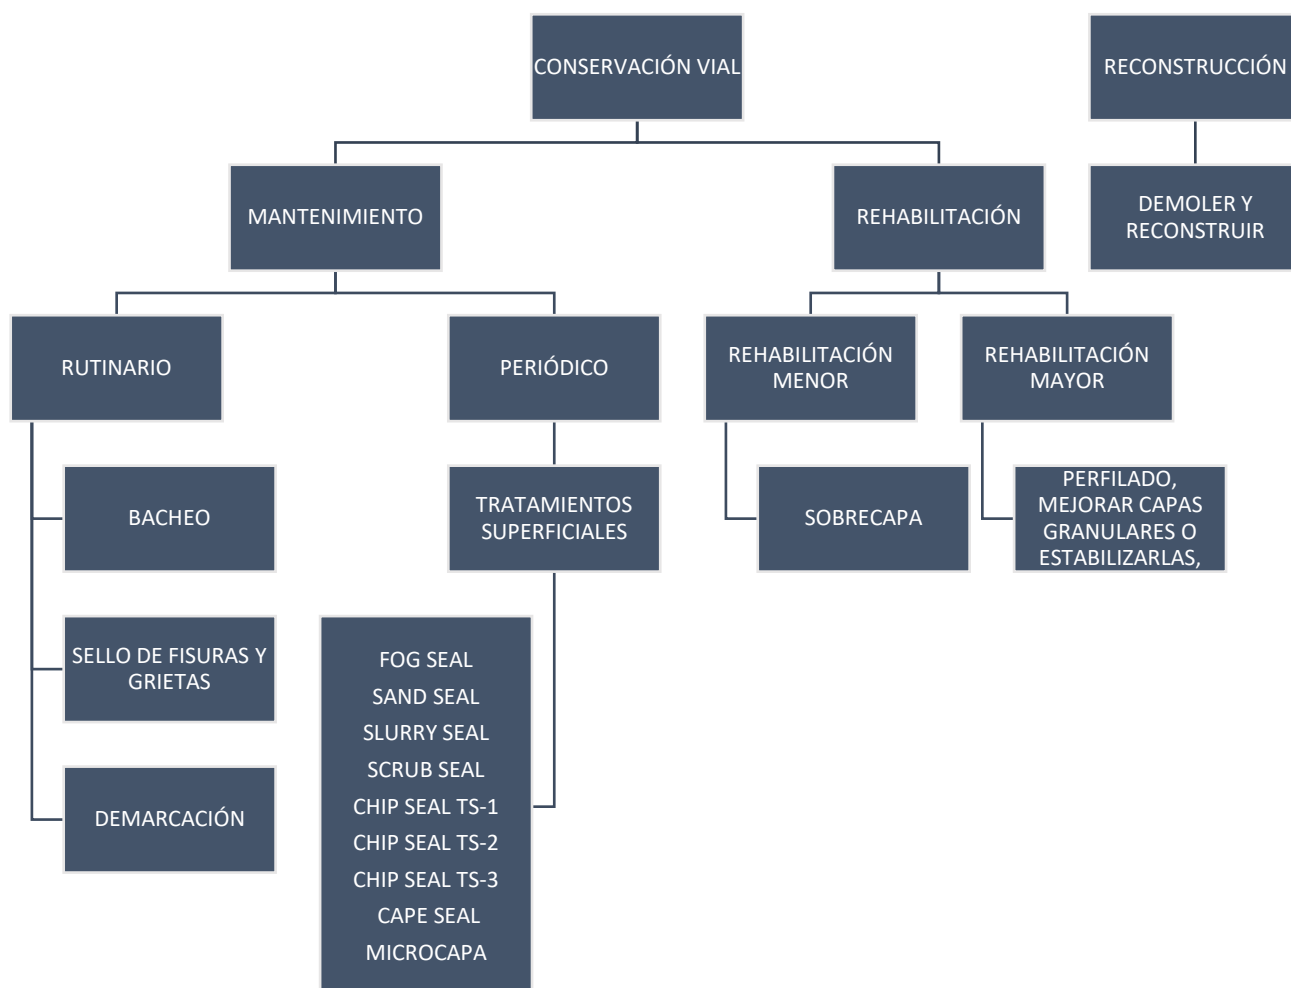 CONSERVACIÓN VIAL
RECONSTRUCCIÓN
MANTENIMIENTO
REHABILITACIÓN
DEMOLER Y
RECONSTRUIR
RUTINARIO
PERIÓDICO
REHABILITACIÓN
MENOR
REHABILITACIÓN
MAYOR
BACHEO
TRATAMIENTOS
SUPERFICIALES
SOBRECAPA
PERFILADO,
MEJORAR CAPAS
GRANULARES O
ESTABILIZARLAS,
SELLO DE FISURAS Y
GRIETAS
DEMARCACIÓN
FOG SEAL
SAND SEAL
SLURRY SEAL
SCRUB SEAL
CHIP SEAL TS-1
CHIP SEAL TS-2
CHIP SEAL TS-3
CAPE SEAL
MICROCAPA